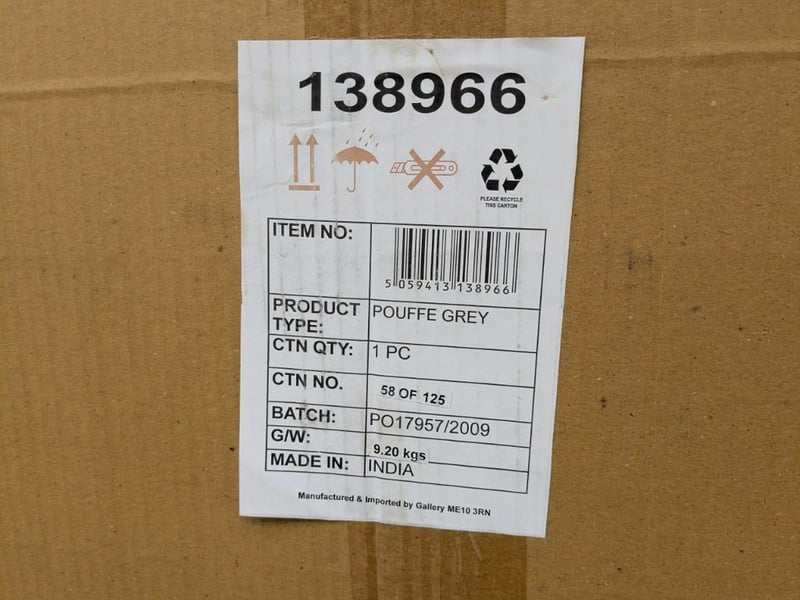 138966
PLEASE RECYCLE
THIS CARTON
ITEM NO:
5 059413 138966
PRODUCT TYPE: POUFFE GREY
CTN QTY: 1 PC
CTN NO. 58 OF 125
BATCH: PO17957/2009
G/W: 9.20 kgs
MADE IN: INDIA
Manufactured & Imported by Gallery ME10 3RN